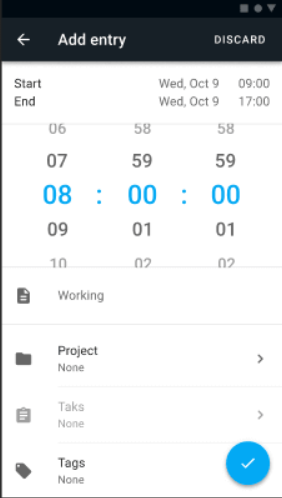 Add entry DISCARD
Start Wed, Oct 9 09:00
End Wed, Oct 9 17:00
06 58 58
07 59 59
08 : 00 : 00
09 01 01
10 02 02
Working
Project
None
Taks
None
Tags
None